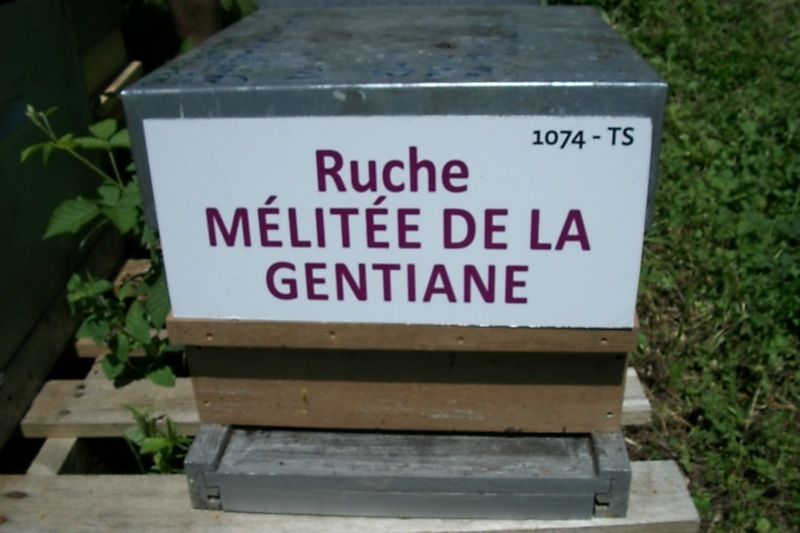 1074 - TS
Ruche
MÉLITÉE DE LA
GENTIANE